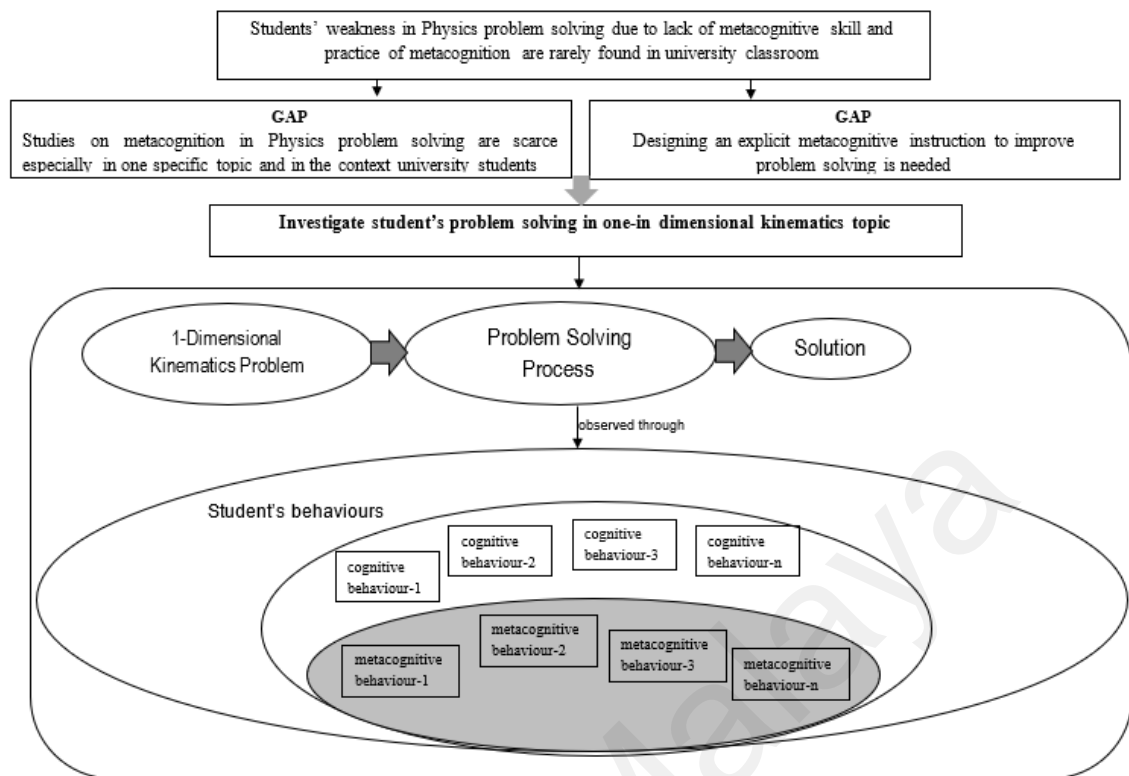 Students' weakness in Physics problem solving due to lack of metacognitive skill and
practice of metacognition are rarely found in university classroom
GAP
Studies on metacognition in Physics problem solving are scarce
especially in one specific topic and in the context university students
GAP
Designing an explicit metacognitive instruction to improve
problem solving is needed
Investigate student's problem solving in one-in dimensional kinematics topic
1-Dimensional
Kinematics Problem
Problem Solving
Process
Solution
observed through
Student's behaviours
cognitive
behaviour-1
cognitive
behaviour-2
cognitive
behaviour-3
cognitive
behaviour-n
metacognitive
behaviour-1
metacognitive
behaviour-2
metacognitive
behaviour-3
metacognitive
behaviour-n
Malaya